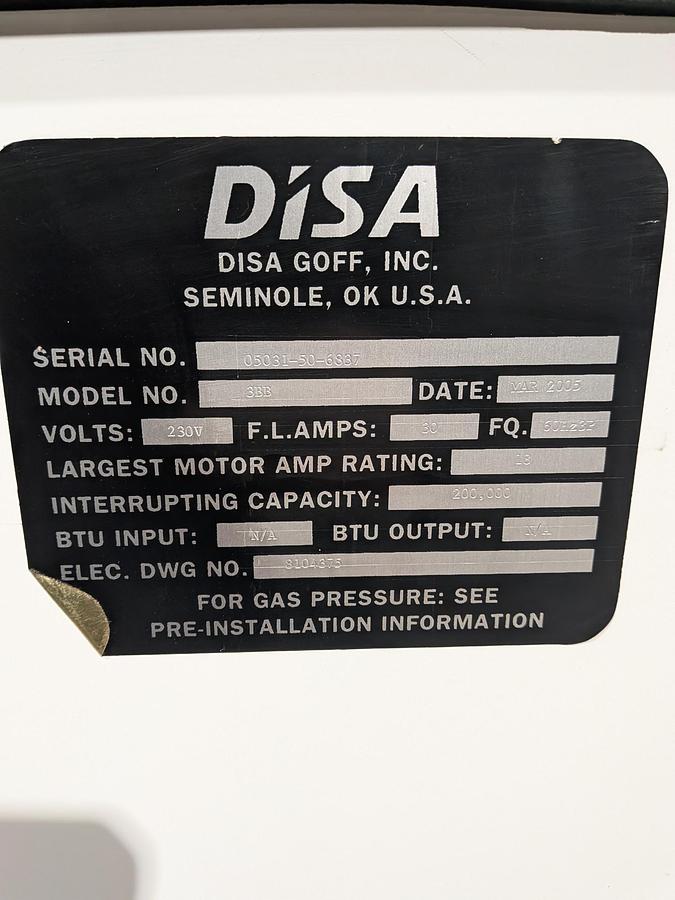 DISA
DISA GOFF, INC.
SEMINOLE, OK U.S.A.
SERIAL NO. 05031-50-6837
MODEL NO. 3BB DATE: MAR 2005
VOLTS: 230V F.L.AMPS: 30 FQ. 60Hz3P
LARGEST MOTOR AMP RATING: 13
INTERRUPTING CAPACITY: 200,000
BTU INPUT: N/A BTU OUTPUT: N/A
ELEC. DWG NO. 8104375
FOR GAS PRESSURE: SEE
PRE-INSTALLATION INFORMATION